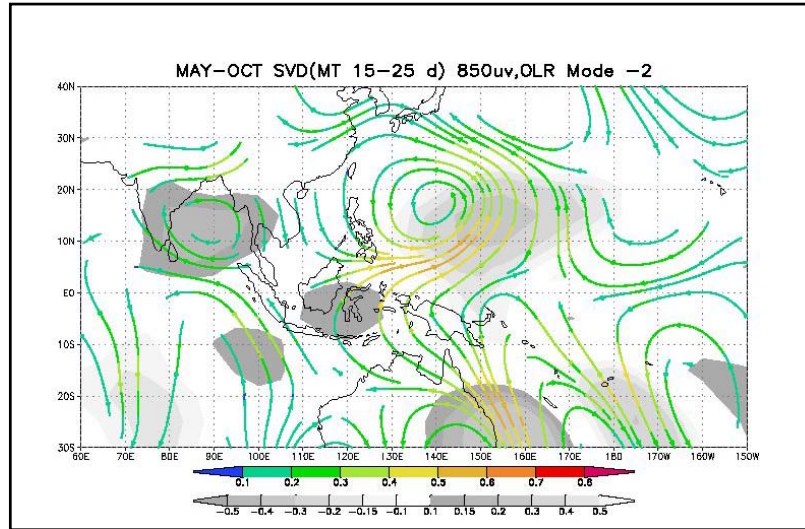 MAY-OCT SVD(MT 15-25 d) 850uv,OLR Mode -2
40N
30N
20N
10N
EQ
10S
20S
30S
60E 70E 80E 90E 100E 110E 120E 130E 140E 150E 160E 170E 180 170W 160W 150W
0.1 0.2 0.3 0.4 0.5 0.6 0.7 0.8
-0.5 -0.4 -0.3 -0.2 -0.15 -0.1 0.1 0.15 0.2 0.3 0.4 0.5